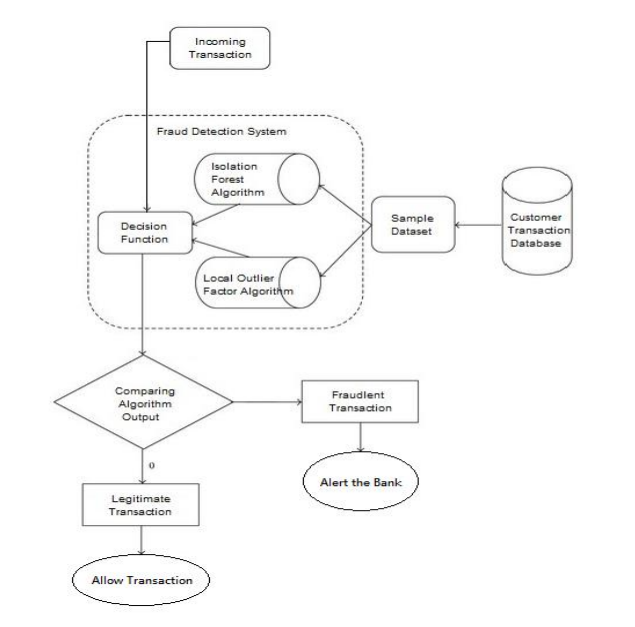 Incoming
Transaction
Fraud Detection System
Isolation
Forest
Algorithm
Decision
Function
Sample
Dataset
Customer
Transaction
Database
Local Outlier
Factor Algorithm
Comparing
Algorithm
Output
Fraudlent
Transaction
0
Alert the Bank
Legitimate
Transaction
Allow Transaction